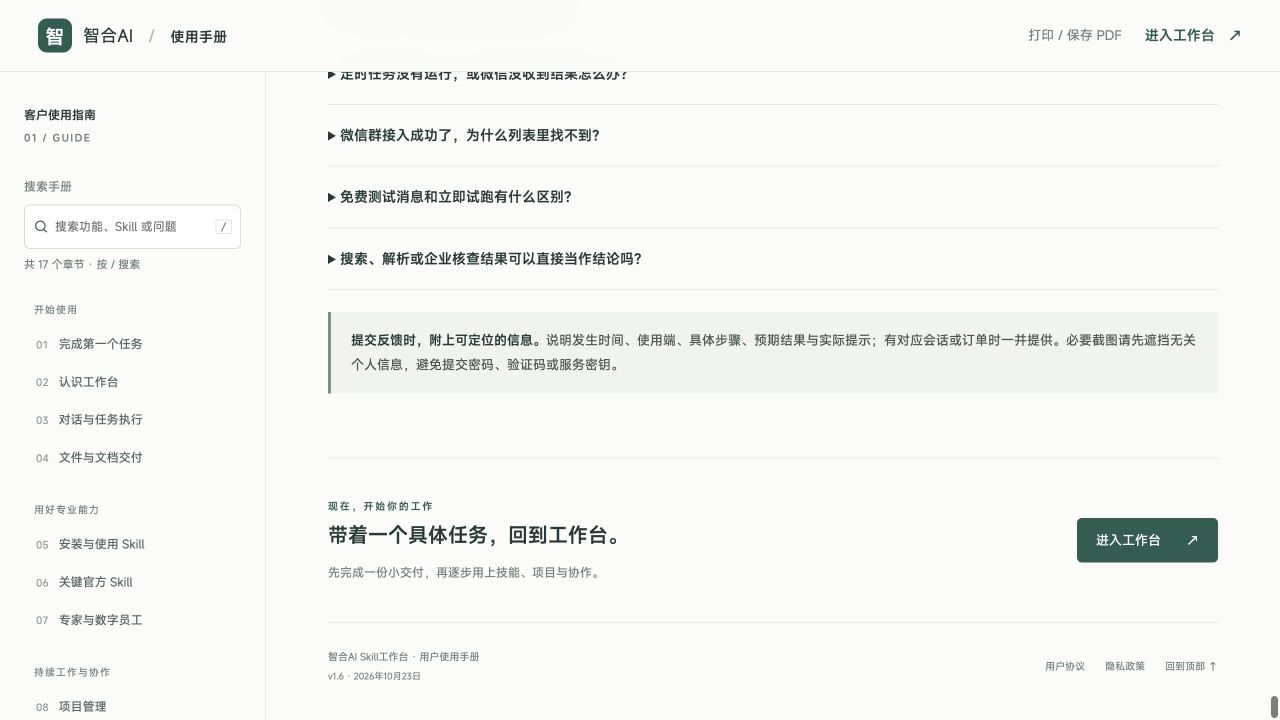 智 智合AI / 使用手册
打印 / 保存 PDF 进入工作台 ↗
客户使用指南
01 / GUIDE
搜索手册
搜索功能、Skill 或问题 /
共 17 个章节 · 按 / 搜索
开始使用
01 完成第一个任务
02 认识工作台
03 对话与任务执行
04 文件与文档交付
用好专业能力
05 安装与使用 Skill
06 关键官方 Skill
07 专家与数字员工
持续工作与协作
08 项目管理
▶ 定时任务没有运行，或微信没收到结果怎么办？
▶ 微信群接入成功了，为什么列表里找不到？
▶ 免费测试消息和立即试跑有什么区别？
▶ 搜索、解析或企业核查结果可以直接当作结论吗？
提交反馈时，附上可定位的信息。说明发生时间、使用端、具体步骤、预期结果与实际提示；有对应会话或订单时一并提供。必要截图请先遮挡无关
个人信息，避免提交密码、验证码或服务密钥。
现在，开始你的工作
带着一个具体任务，回到工作台。
先完成一份小交付，再逐步用上技能、项目与协作。
进入工作台 ↗
智合AI Skill工作台 · 用户使用手册
v1.6 · 2026年10月23日
用户协议 隐私政策 回到顶部 ↑